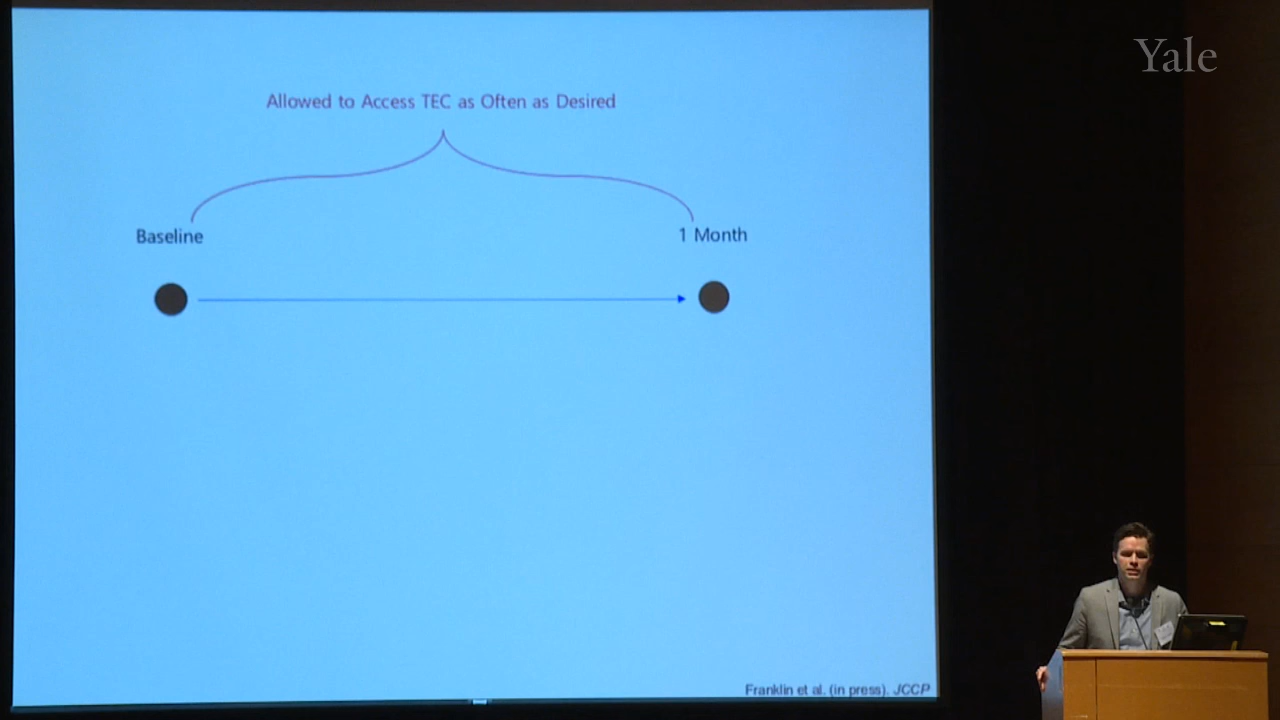 Yale
Allowed to Access TEC as Often as Desired
Baseline
1 Month
Franklin et al. (in press). JCCP